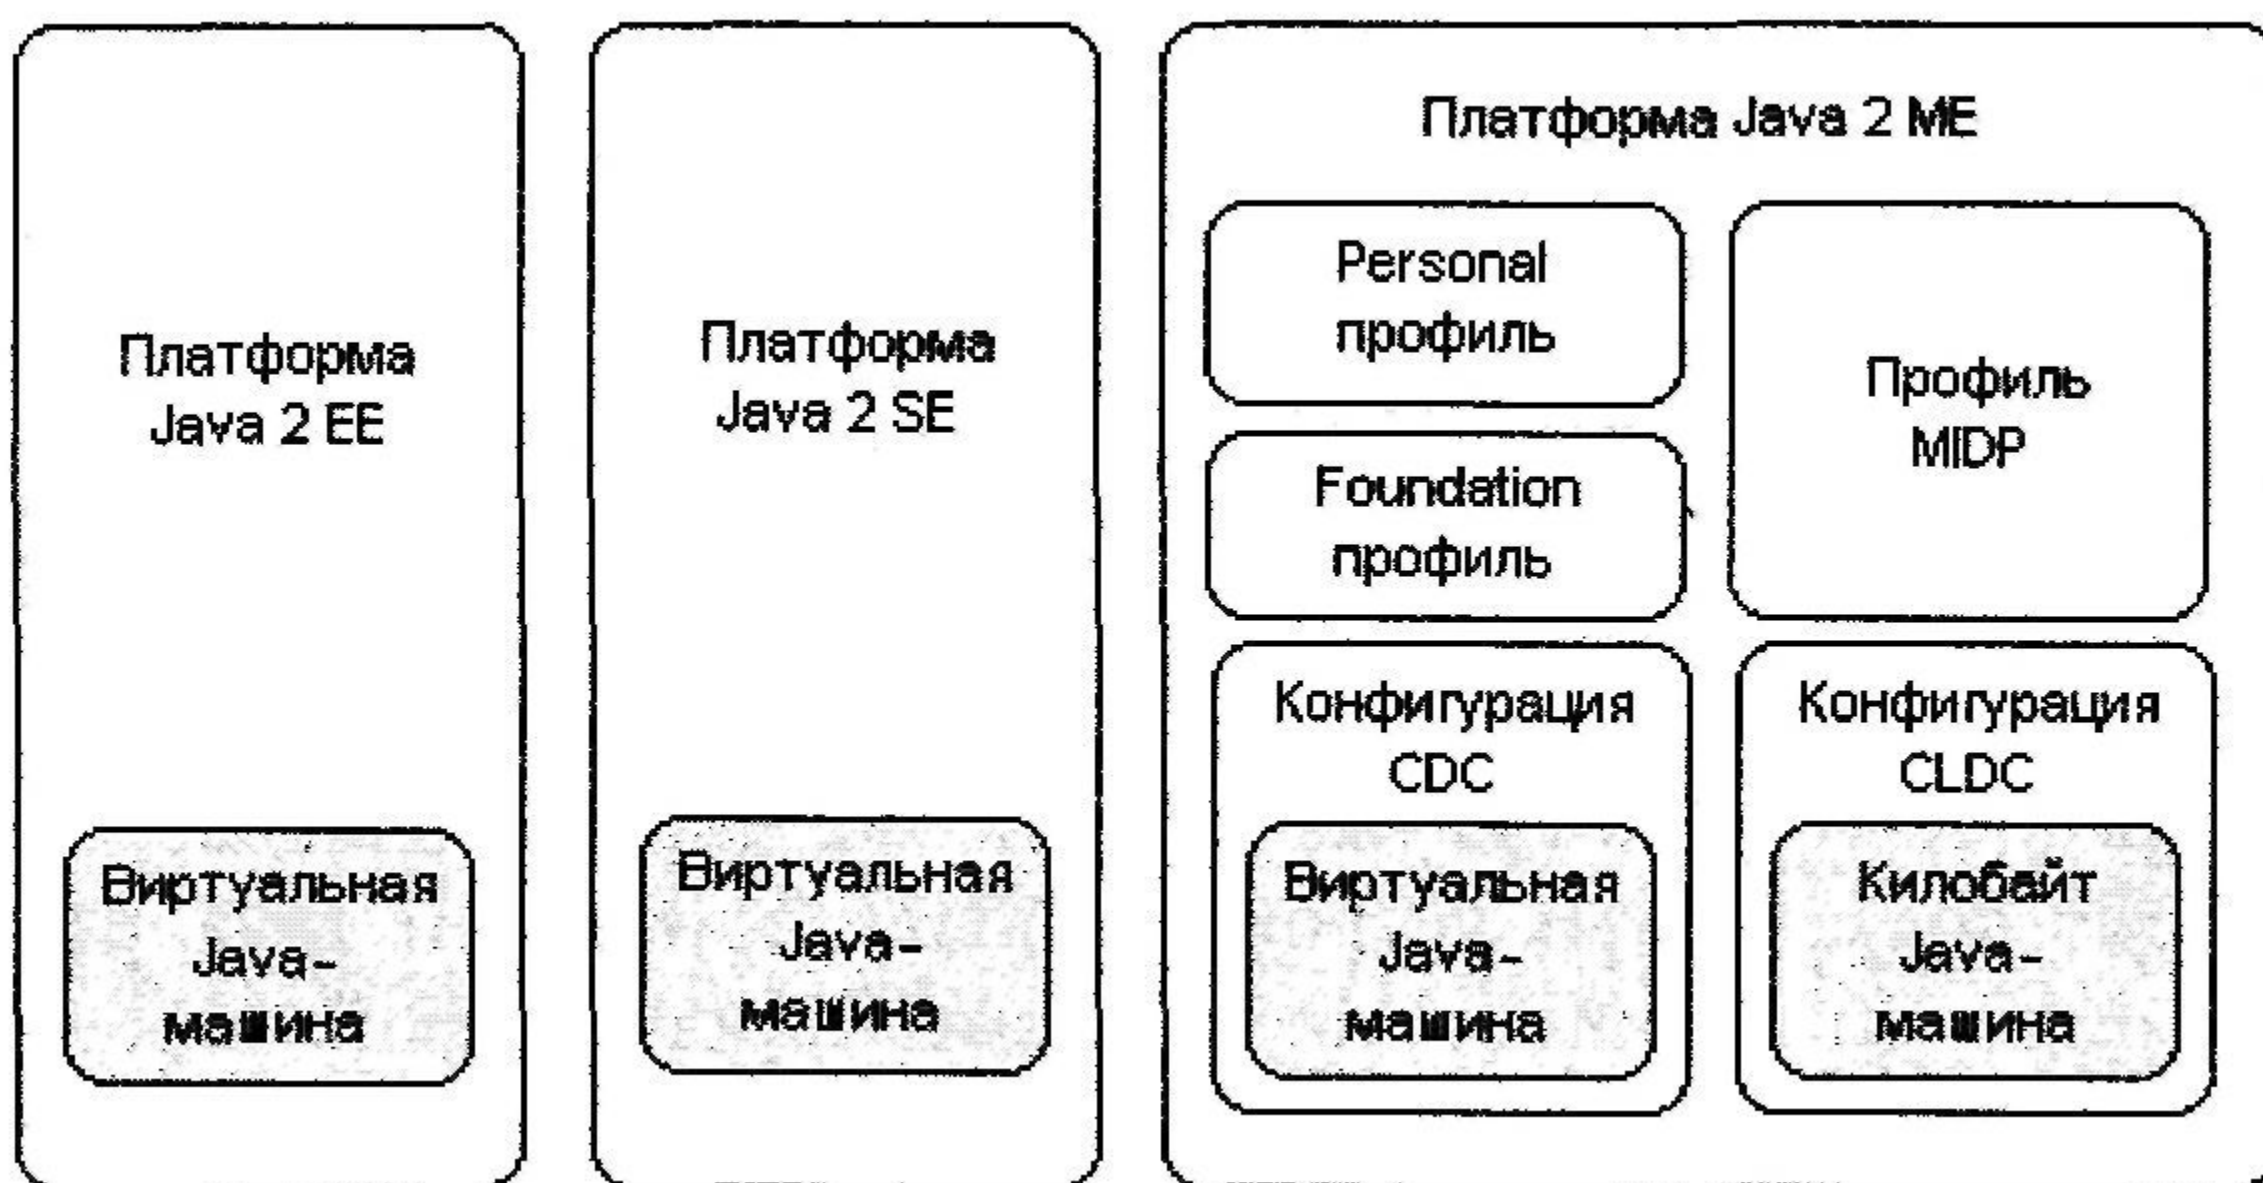 Платформа
Java 2 EE
Виртуальная
Java-
машина
Платформа
Java 2 SE
Виртуальная
Java-
машина
Платформа Java 2 ME
Personal
профиль
Foundation
профиль
Конфигурация
CDC
Виртуальная
Java-
машина
Профиль
MIDP
Конфигурация
CLDC
Килобайт
Java-
машина